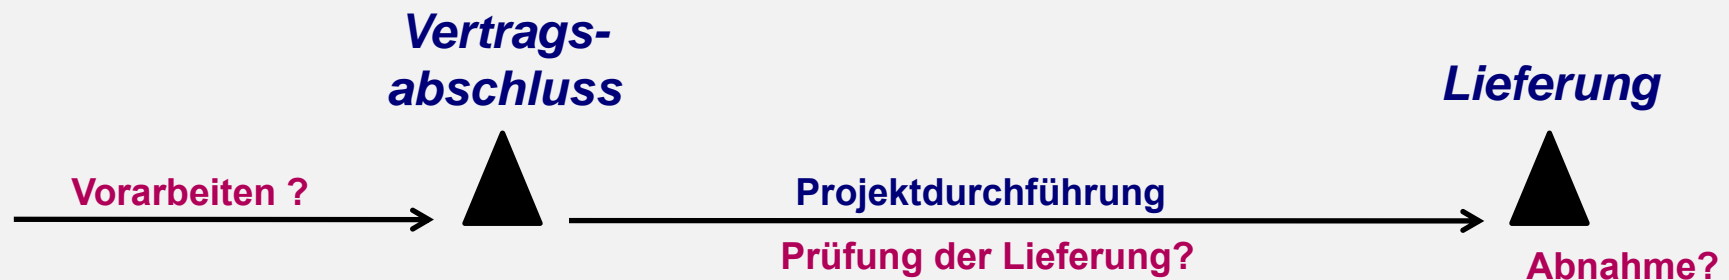 Vertrags-
abschluss
Lieferung
Vorarbeiten ?
Projektdurchführung
Prüfung der Lieferung?
Abnahme?